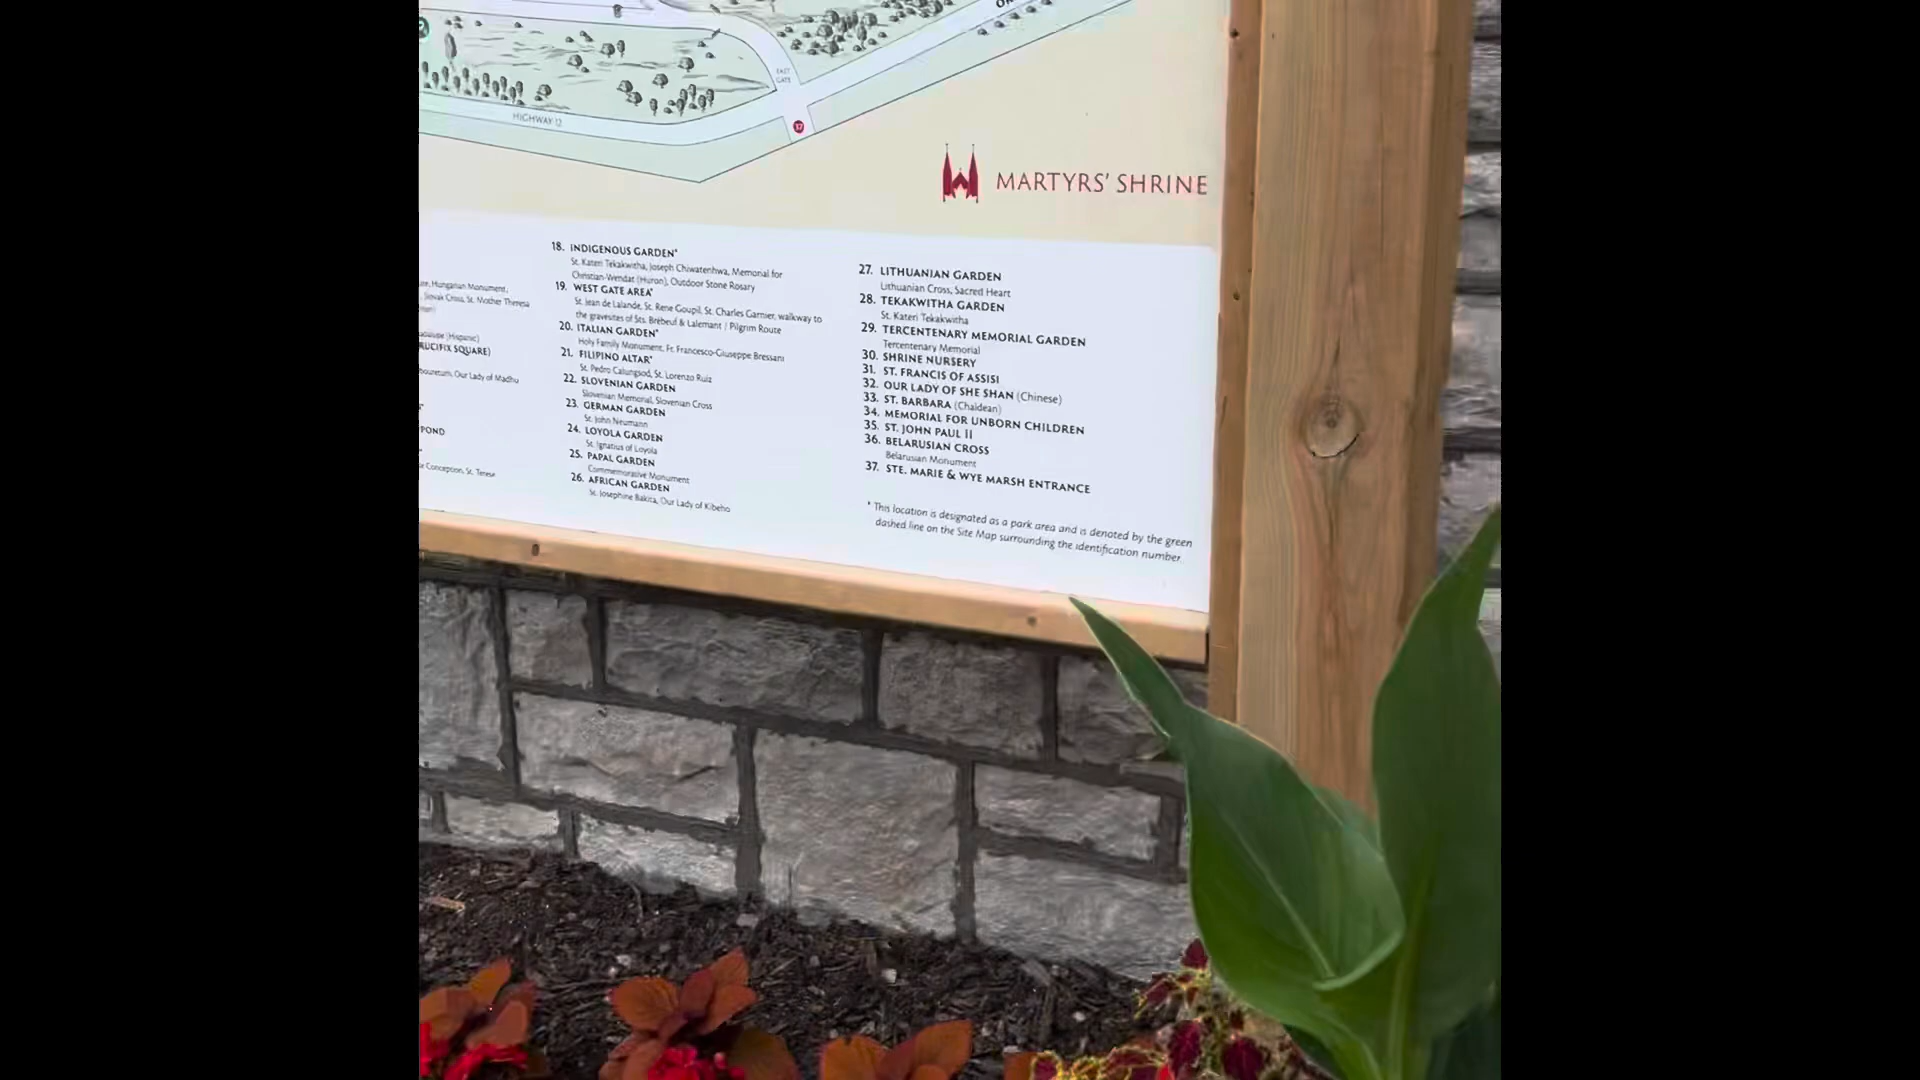 EAST
GATE
HIGHWAY 12
37
MARTYRS' SHRINE
Hungarian Monument,
Slovak Cross, St. Mother Theresa
(Hispanic)
CRUCIFIX SQUARE)
Our Lady of Madhu
POND
Conception, St. Terese
18. INDIGENOUS GARDEN*
St. Kateri Tekakwitha, Joseph Chiwatenhwa, Memorial for
Christian-Wendat (Huron), Outdoor Stone Rosary
19. WEST GATE AREA*
St. Jean de Lalande, St. Rene Goupil, St. Charles Garnier, walkway to
the gravesites of Sts. Brébeuf & Lalemant / Pilgrim Route
20. ITALIAN GARDEN*
Holy Family Monument, Fr. Francesco-Giuseppe Bressani
21. FILIPINO ALTAR*
St. Pedro Calungsod, St. Lorenzo Ruiz
22. SLOVENIAN GARDEN
Slovenian Memorial, Slovenian Cross
23. GERMAN GARDEN
St. John Neumann
24. LOYOLA GARDEN
St. Ignatius of Loyola
25. PAPAL GARDEN
Commemorative Monument
26. AFRICAN GARDEN
St. Josephine Bakita, Our Lady of Kibeho
27. LITHUANIAN GARDEN
Lithuanian Cross, Sacred Heart
28. TEKAKWITHA GARDEN
St. Kateri Tekakwitha
29. TERCENTENARY MEMORIAL GARDEN
Tercentenary Memorial
30. SHRINE NURSERY
31. ST. FRANCIS OF ASSISI
32. OUR LADY OF SHE SHAN (Chinese)
33. ST. BARBARA (Chaldean)
34. MEMORIAL FOR UNBORN CHILDREN
35. ST. JOHN PAUL II
36. BELARUSIAN CROSS
Belarusian Monument
37. STE. MARIE & WYE MARSH ENTRANCE
* This location is designated as a park area and is denoted by the green
dashed line on the Site Map surrounding the identification number